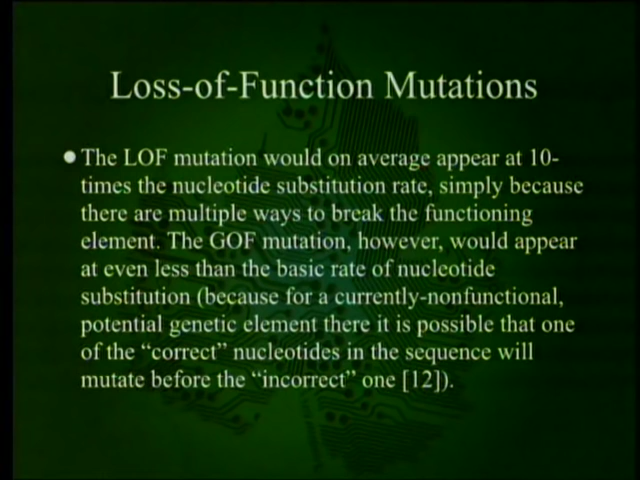 Loss-of-Function Mutations
● The LOF mutation would on average appear at 10-
times the nucleotide substitution rate, simply because
there are multiple ways to break the functioning
element. The GOF mutation, however, would appear
at even less than the basic rate of nucleotide
substitution (because for a currently-nonfunctional,
potential genetic element there it is possible that one
of the “correct” nucleotides in the sequence will
mutate before the “incorrect” one [12]).